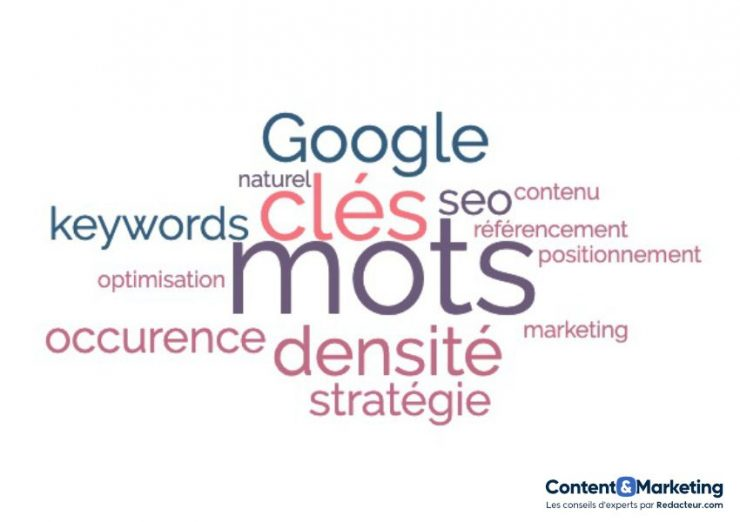 Google
naturel
clés
seo
contenu
keywords
référencement
mots
positionnement
optimisation
occurence
densité
marketing
stratégie
Content&Marketing
Les conseils d'experts par Redacteur.com